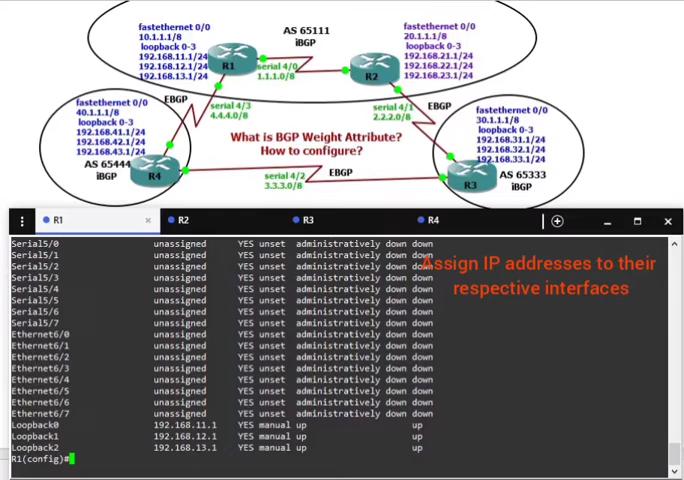 fastethernet 0/0
10.1.1.1/8
loopback 0-3
192.168.11.1/24
192.168.12.1/24
192.168.13.1/24
R1
serial 4/0
1.1.1.0/8
AS 65111
iBGP
R2
fastethernet 0/0
20.1.1.1/8
loopback 0-3
192.168.21.1/24
192.168.22.1/24
192.168.23.1/24
EBGP
serial 4/3
4.4.4.0/8
serial 4/1
2.2.2.0/8
EBGP
fastethernet 0/0
40.1.1.1/8
loopback 0-3
192.168.41.1/24
192.168.42.1/24
192.168.43.1/24
AS 65444
iBGP
R4
What is BGP Weight Attribute?
How to configure?
EBGP
serial 4/2
3.3.3.0/8
fastethernet 0/0
30.1.1.1/8
loopback 0-3
192.168.31.1/24
192.168.32.1/24
192.168.33.1/24
R3
AS 65333
iBGP
R1 × R2 R3 R4
Serial5/0 unassigned YES unset administratively down down
Serial5/1 unassigned YES unset administratively down down
Serial5/2 unassigned YES unset administratively down down
Serial5/3 unassigned YES unset administratively down down
Serial5/4 unassigned YES unset administratively down down
Serial5/5 unassigned YES unset administratively down down
Serial5/6 unassigned YES unset administratively down down
Serial5/7 unassigned YES unset administratively down down
Ethernet6/0 unassigned YES unset administratively down down
Ethernet6/1 unassigned YES unset administratively down down
Ethernet6/2 unassigned YES unset administratively down down
Ethernet6/3 unassigned YES unset administratively down down
Ethernet6/4 unassigned YES unset administratively down down
Ethernet6/5 unassigned YES unset administratively down down
Ethernet6/6 unassigned YES unset administratively down down
Ethernet6/7 unassigned YES unset administratively down down
Loopback0 192.168.11.1 YES manual up up
Loopback1 192.168.12.1 YES manual up up
Loopback2 192.168.13.1 YES manual up up
R1(config)#
Assign IP addresses to their
respective interfaces